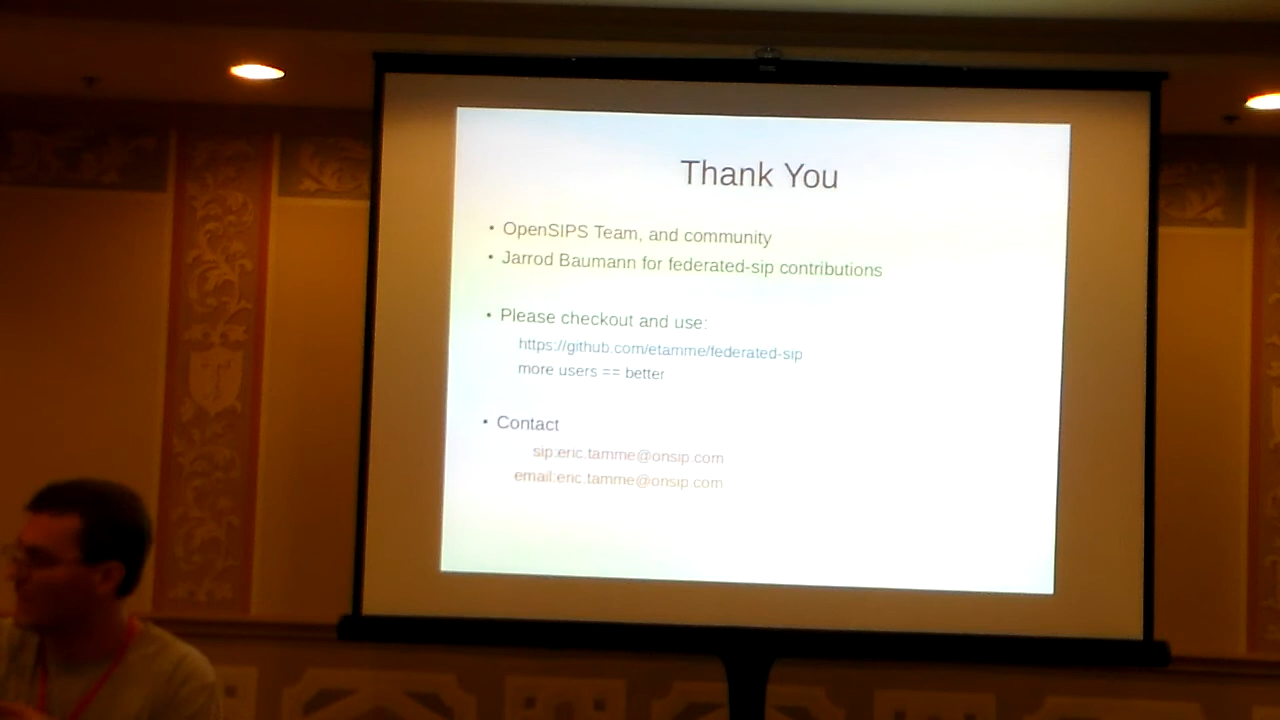 Thank You
• OpenSIPS Team, and community
• Jarrod Baumann for federated-sip contributions
• Please checkout and use:
https://github.com/etamme/federated-sip
more users == better
• Contact
sip:eric.tamme@onsip.com
email:eric.tamme@onsip.com